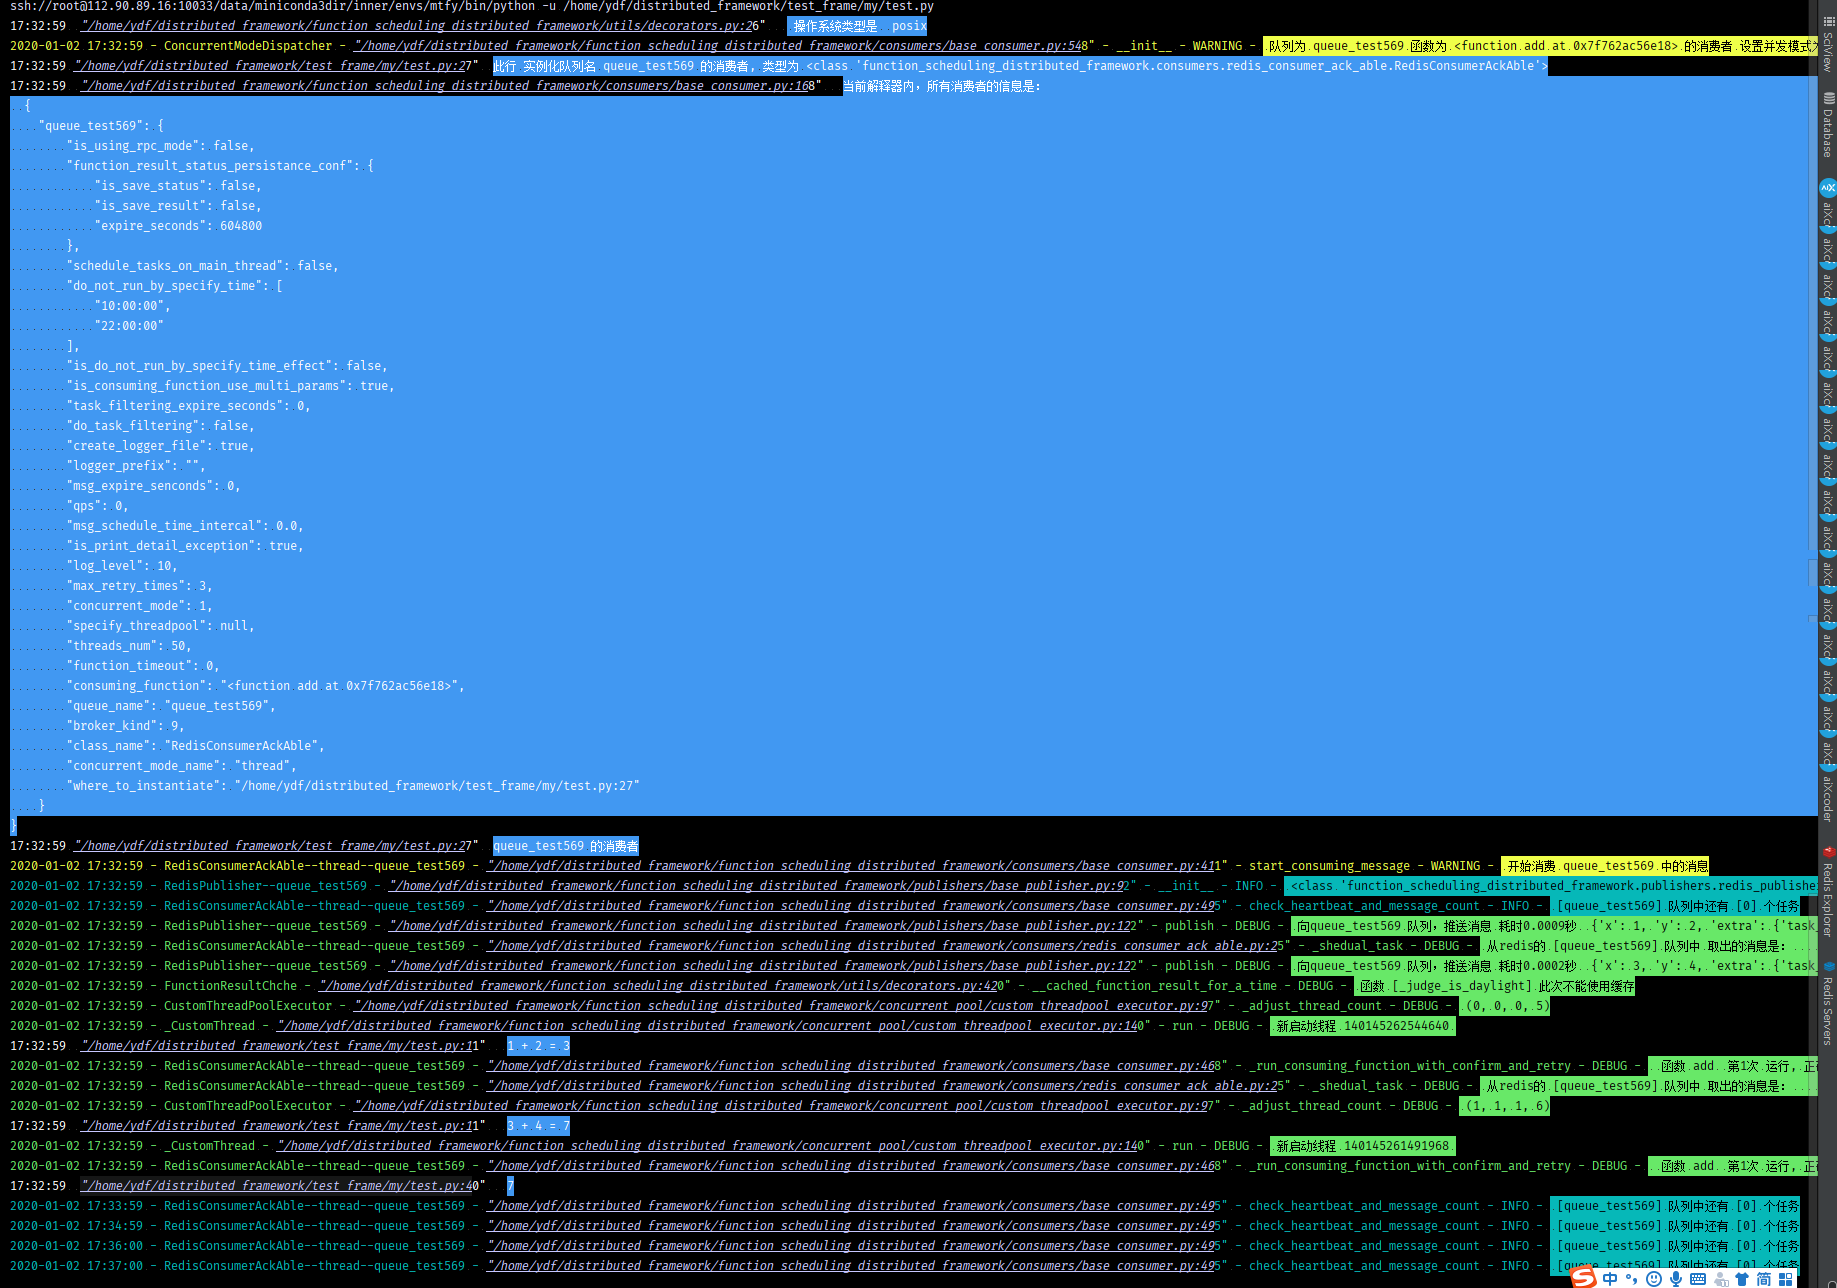 ssh://root@112.90.89.16:10033/data/miniconda3dir/inner/envs/mtfy/bin/python -u /home/ydf/distributed_framework/test_frame/my/test.py
17:32:59 "/home/ydf/distributed_framework/function_scheduling_distributed_framework/utils/decorators.py:26" 操作系统类型是 posix
2020-01-02 17:32:59 - ConcurrentModeDispatcher - "/home/ydf/distributed_framework/function_scheduling_distributed_framework/consumers/base_consumer.py:548" - __init__ - WARNING - 队列为 queue_test569 函数为 <function add at 0x7f762ac56e18> 的消费者 设置并发模式
17:32:59 "/home/ydf/distributed_framework/test_frame/my/test.py:27" 此行 实例化队列名 queue_test569 的消费者, 类型为 <class 'function_scheduling_distributed_framework.consumers.redis_consumer_ack_able.RedisConsumerAckAble'>
17:32:59 "/home/ydf/distributed_framework/function_scheduling_distributed_framework/consumers/base_consumer.py:168" 当前解释器内，所有消费者的信息是：
{
"queue_test569": {
"is_using_rpc_mode": false,
"function_result_status_persistance_conf": {
"is_save_status": false,
"is_save_result": false,
"expire_seconds": 604800
},
"schedule_tasks_on_main_thread": false,
"do_not_run_by_specify_time": [
"10:00:00",
"22:00:00"
],
"is_do_not_run_by_specify_time_effect": false,
"is_consuming_function_use_multi_params": true,
"task_filtering_expire_seconds": 0,
"do_task_filtering": false,
"create_logger_file": true,
"logger_prefix": "",
"msg_expire_senconds": 0,
"qps": 0,
"msg_schedule_time_intercal": 0.0,
"is_print_detail_exception": true,
"log_level": 10,
"max_retry_times": 3,
"concurrent_mode": 1,
"specify_threadpool": null,
"threads_num": 50,
"function_timeout": 0,
"consuming_function": "<function add at 0x7f762ac56e18>",
"queue_name": "queue_test569",
"broker_kind": 9,
"class_name": "RedisConsumerAckAble",
"concurrent_mode_name": "thread",
"where_to_instantiate": "/home/ydf/distributed_framework/test_frame/my/test.py:27"
}
}
17:32:59 "/home/ydf/distributed_framework/test_frame/my/test.py:27" queue_test569 的消费者
2020-01-02 17:32:59 - RedisConsumerAckAble--thread--queue_test569 - "/home/ydf/distributed_framework/function_scheduling_distributed_framework/consumers/base_consumer.py:411" - start_consuming_message - WARNING - 开始消费 queue_test569 中的消息
2020-01-02 17:32:59 - RedisPublisher--queue_test569 - "/home/ydf/distributed_framework/function_scheduling_distributed_framework/publishers/base_publisher.py:92" - __init__ - INFO - <class 'function_scheduling_distributed_framework.publishers.redis_publishe
2020-01-02 17:32:59 - RedisConsumerAckAble--thread--queue_test569 - "/home/ydf/distributed_framework/function_scheduling_distributed_framework/consumers/base_consumer.py:495" - check_heartbeat_and_message_count - INFO - [queue_test569] 队列中还有 [0] 个任务
2020-01-02 17:32:59 - RedisPublisher--queue_test569 - "/home/ydf/distributed_framework/function_scheduling_distributed_framework/publishers/base_publisher.py:122" - publish - DEBUG - 向queue_test569 队列，推送消息 耗时0.0009秒 {'x': 1, 'y': 2, 'extra': {'task_
2020-01-02 17:32:59 - RedisConsumerAckAble--thread--queue_test569 - "/home/ydf/distributed_framework/function_scheduling_distributed_framework/consumers/redis_consumer_ack_able.py:25" - _shedual_task - DEBUG - 从redis的 [queue_test569] 队列中 取出的消息是：
2020-01-02 17:32:59 - RedisPublisher--queue_test569 - "/home/ydf/distributed_framework/function_scheduling_distributed_framework/publishers/base_publisher.py:122" - publish - DEBUG - 向queue_test569 队列，推送消息 耗时0.0002秒 {'x': 3, 'y': 4, 'extra': {'task_
2020-01-02 17:32:59 - FunctionResultChche - "/home/ydf/distributed_framework/function_scheduling_distributed_framework/utils/decorators.py:420" - __cached_function_result_for_a_time - DEBUG - 函数 [_judge_is_daylight] 此次不能使用缓存
2020-01-02 17:32:59 - CustomThreadPoolExecutor - "/home/ydf/distributed_framework/function_scheduling_distributed_framework/concurrent_pool/custom_threadpool_executor.py:97" - _adjust_thread_count - DEBUG - (0, 0, 0, 5)
2020-01-02 17:32:59 - _CustomThread - "/home/ydf/distributed_framework/function_scheduling_distributed_framework/concurrent_pool/custom_threadpool_executor.py:140" - run - DEBUG - 新启动线程 140145262544640
17:32:59 "/home/ydf/distributed_framework/test_frame/my/test.py:11" 1 + 2 = 3
2020-01-02 17:32:59 - RedisConsumerAckAble--thread--queue_test569 - "/home/ydf/distributed_framework/function_scheduling_distributed_framework/consumers/base_consumer.py:468" - _run_consuming_function_with_confirm_and_retry - DEBUG - 函数 add 第1次 运行, 正
2020-01-02 17:32:59 - RedisConsumerAckAble--thread--queue_test569 - "/home/ydf/distributed_framework/function_scheduling_distributed_framework/consumers/redis_consumer_ack_able.py:25" - _shedual_task - DEBUG - 从redis的 [queue_test569] 队列中 取出的消息是：
2020-01-02 17:32:59 - CustomThreadPoolExecutor - "/home/ydf/distributed_framework/function_scheduling_distributed_framework/concurrent_pool/custom_threadpool_executor.py:97" - _adjust_thread_count - DEBUG - (1, 1, 1, 6)
17:32:59 "/home/ydf/distributed_framework/test_frame/my/test.py:11" 3 + 4 = 7
2020-01-02 17:32:59 - _CustomThread - "/home/ydf/distributed_framework/function_scheduling_distributed_framework/concurrent_pool/custom_threadpool_executor.py:140" - run - DEBUG - 新启动线程 140145261491968
2020-01-02 17:32:59 - RedisConsumerAckAble--thread--queue_test569 - "/home/ydf/distributed_framework/function_scheduling_distributed_framework/consumers/base_consumer.py:468" - _run_consuming_function_with_confirm_and_retry - DEBUG - 函数 add 第1次 运行, 正
17:32:59 "/home/ydf/distributed_framework/test_frame/my/test.py:40" 7
2020-01-02 17:33:59 - RedisConsumerAckAble--thread--queue_test569 - "/home/ydf/distributed_framework/function_scheduling_distributed_framework/consumers/base_consumer.py:495" - check_heartbeat_and_message_count - INFO - [queue_test569] 队列中还有 [0] 个任务
2020-01-02 17:34:59 - RedisConsumerAckAble--thread--queue_test569 - "/home/ydf/distributed_framework/function_scheduling_distributed_framework/consumers/base_consumer.py:495" - check_heartbeat_and_message_count - INFO - [queue_test569] 队列中还有 [0] 个任务
2020-01-02 17:36:00 - RedisConsumerAckAble--thread--queue_test569 - "/home/ydf/distributed_framework/function_scheduling_distributed_framework/consumers/base_consumer.py:495" - check_heartbeat_and_message_count - INFO - [queue_test569] 队列中还有 [0] 个任务
2020-01-02 17:37:00 - RedisConsumerAckAble--thread--queue_test569 - "/home/ydf/distributed_framework/function_scheduling_distributed_framework/consumers/base_consumer.py:495" - check_heartbeat_and_message_count - INFO - [queue_test569] 队列中还有 [0] 个任务
SciView
Database
aiXcoder
Redis Explorer
Redis Servers
中
简